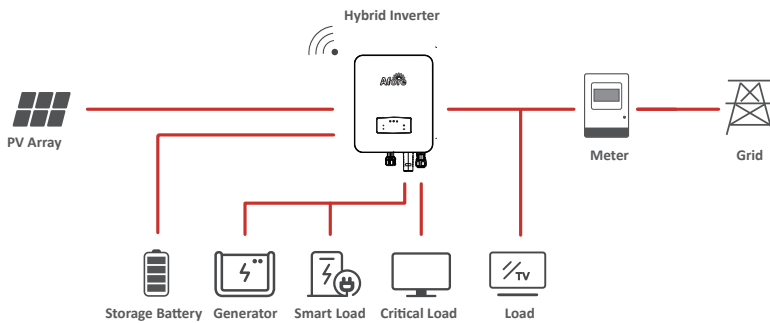 Hybrid Inverter
PV Array
Meter
Grid
TV
Storage Battery
Generator
Smart Load
Critical Load
Load